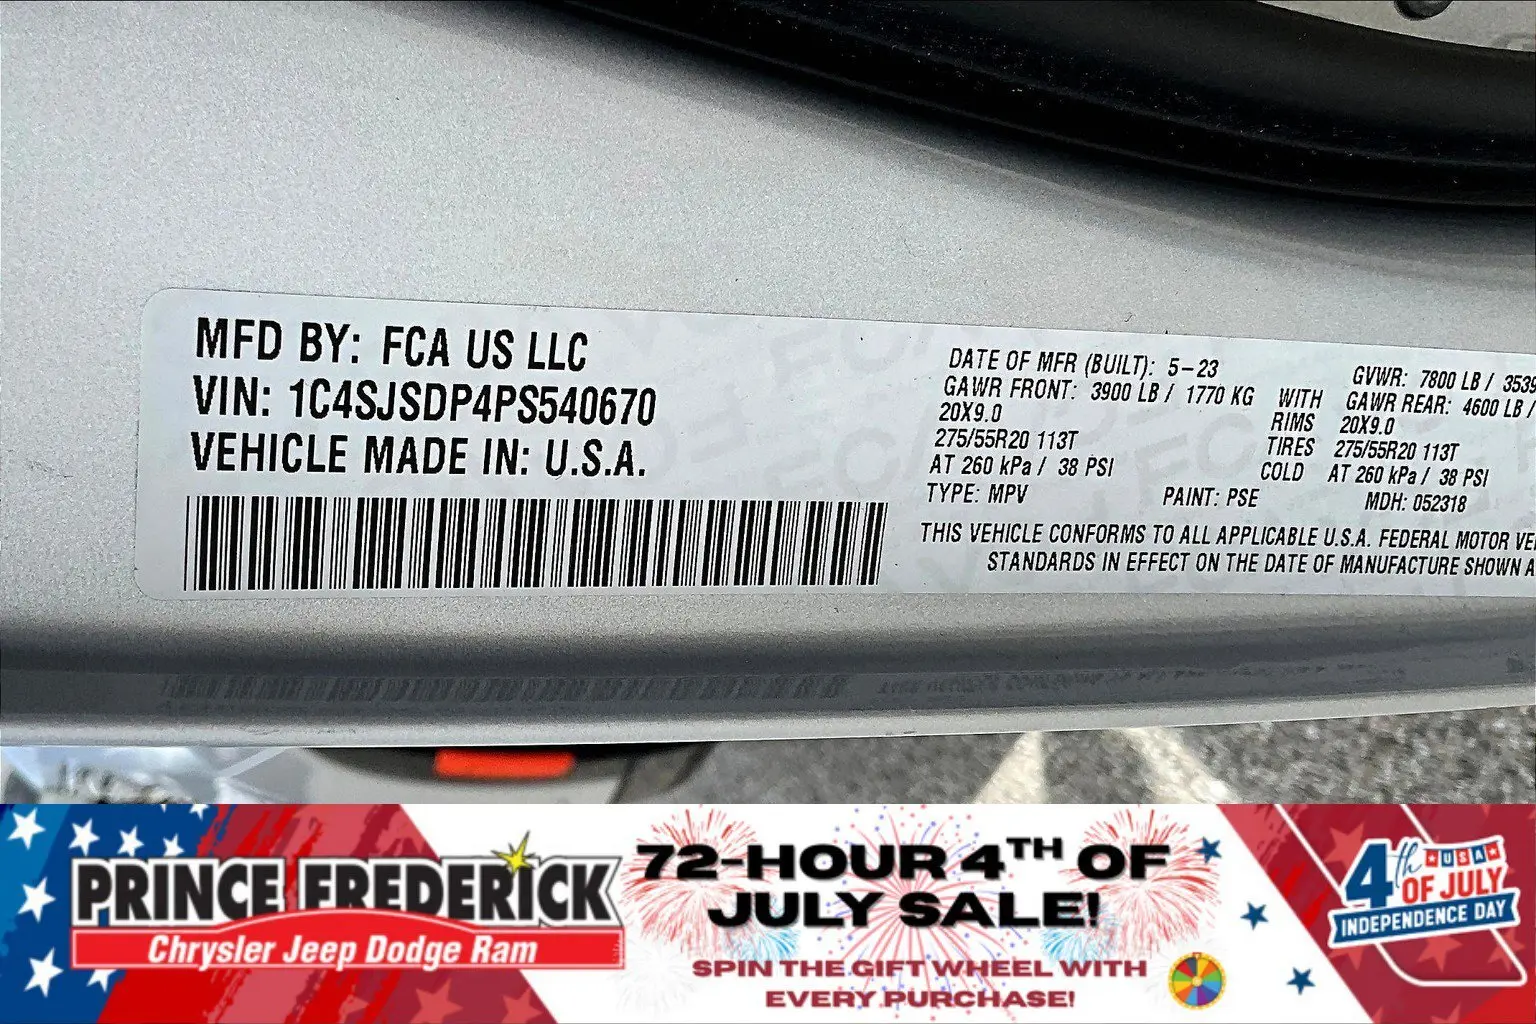 MFD BY: FCA US LLC
VIN: 1C4SJSDP4PS540670
VEHICLE MADE IN: U.S.A.
DATE OF MFR (BUILT): 5-23
GVWR: 7800 LB / 3539
GAWR FRONT: 3900 LB / 1770 KG WITH GAWR REAR: 4600 LB /
20X9.0 RIMS 20X9.0
275/55R20 113T TIRES 275/55R20 113T
AT 260 kPa / 38 PSI COLD AT 260 kPa / 38 PSI
TYPE: MPV PAINT: PSE MDH: 052318
THIS VEHICLE CONFORMS TO ALL APPLICABLE U.S.A. FEDERAL MOTOR VE
STANDARDS IN EFFECT ON THE DATE OF MANUFACTURE SHOWN A
PRINCE FREDERICK
Chrysler Jeep Dodge Ram
72-HOUR 4TH OF
JULY SALE!
SPIN THE GIFT WHEEL WITH
EVERY PURCHASE!
4th USA
OF JULY
INDEPENDENCE DAY